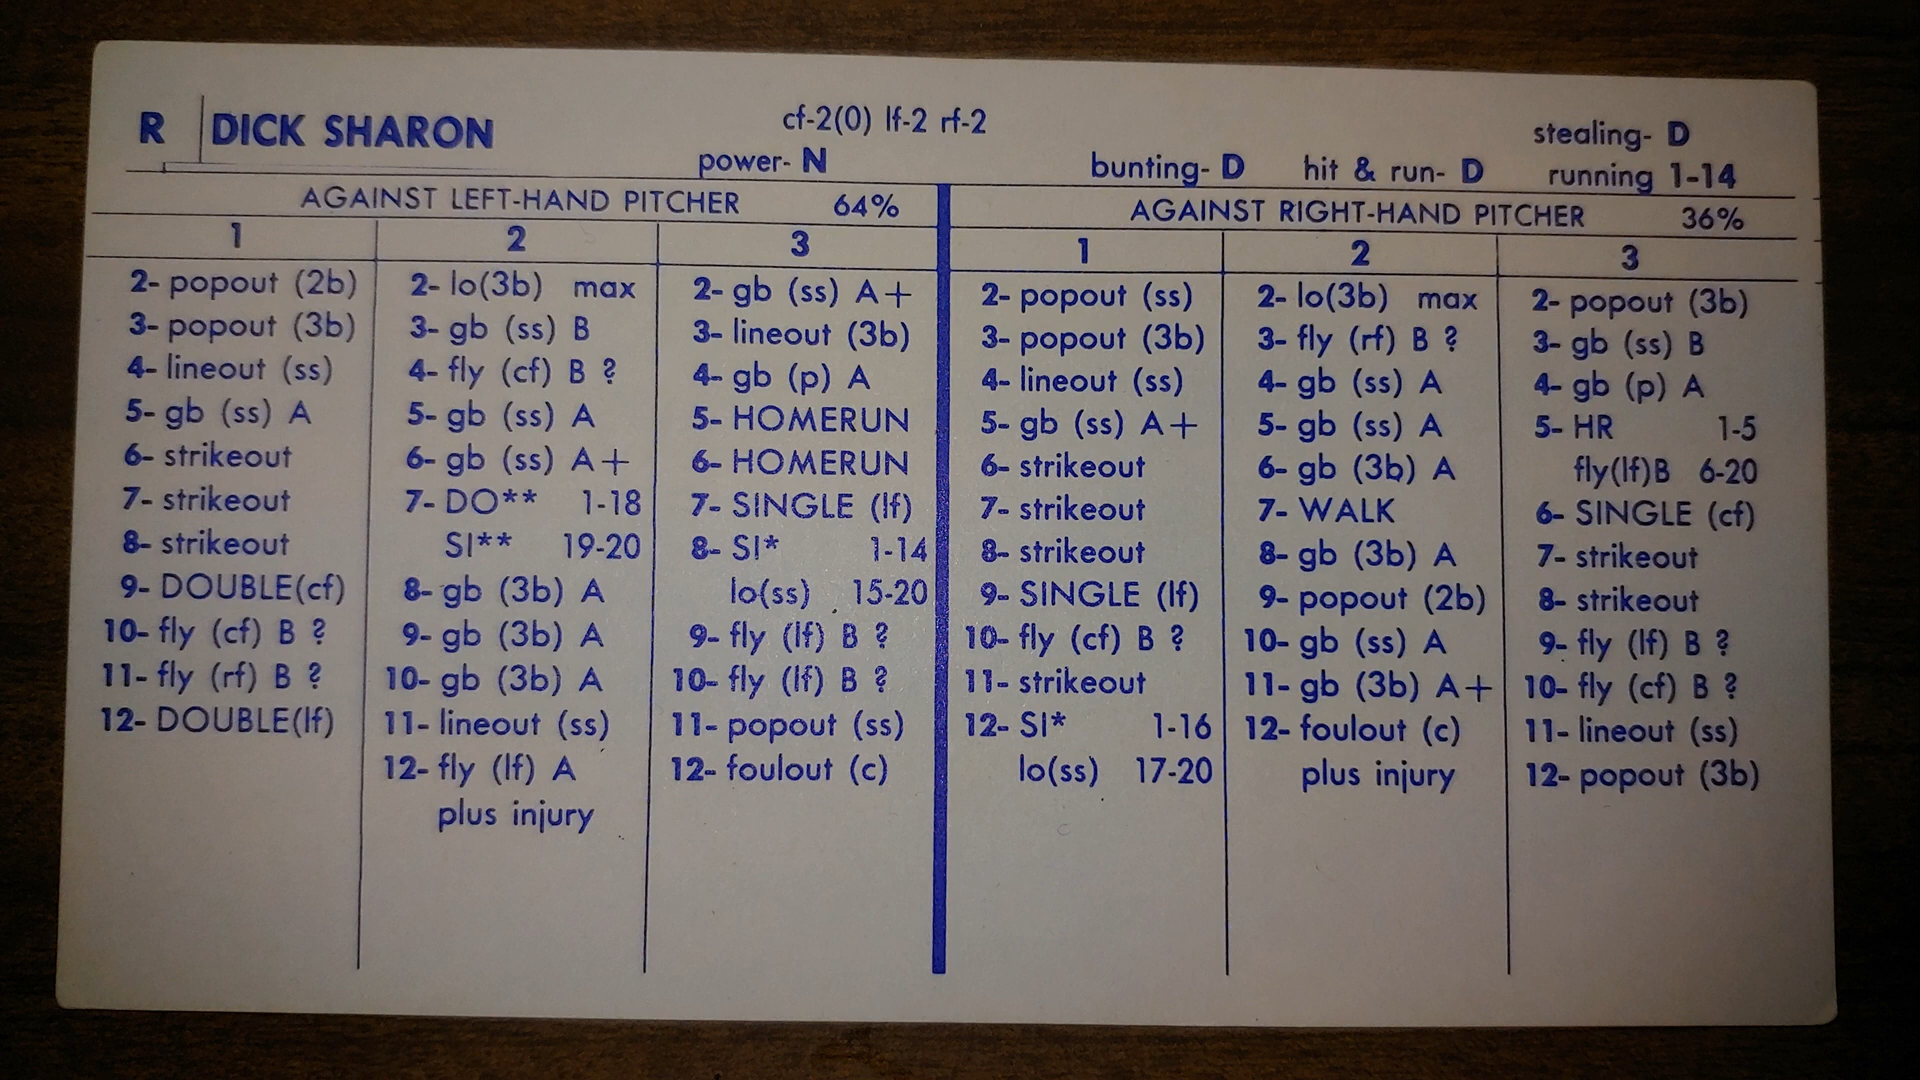 R DICK SHARON
cf-2(0) lf-2 rf-2
power- N
bunting- D
hit & run- D
stealing- D
running 1-14
AGAINST LEFT-HAND PITCHER 64%
1
2- popout (2b)
3- popout (3b)
4- lineout (ss)
5- gb (ss) A
6- strikeout
7- strikeout
8- strikeout
9- DOUBLE(cf)
10- fly (cf) B ?
11- fly (rf) B ?
12- DOUBLE(lf)
2
2- lo(3b) max
3- gb (ss) B
4- fly (cf) B ?
5- gb (ss) A
6- gb (ss) A+
7- DO** 1-18
SI** 19-20
8- gb (3b) A
9- gb (3b) A
10- gb (3b) A
11- lineout (ss)
12- fly (lf) A
plus injury
3
2- gb (ss) A+
3- lineout (3b)
4- gb (p) A
5- HOMERUN
6- HOMERUN
7- SINGLE (lf)
8- SI* 1-14
lo(ss) 15-20
9- fly (lf) B ?
10- fly (lf) B ?
11- popout (ss)
12- foulout (c)
AGAINST RIGHT-HAND PITCHER 36%
1
2- popout (ss)
3- popout (3b)
4- lineout (ss)
5- gb (ss) A+
6- strikeout
7- strikeout
8- strikeout
9- SINGLE (lf)
10- fly (cf) B ?
11- strikeout
12- SI* 1-16
lo(ss) 17-20
2
2- lo(3b) max
3- fly (rf) B ?
4- gb (ss) A
5- gb (ss) A
6- gb (3b) A
7- WALK
8- gb (3b) A
9- popout (2b)
10- gb (ss) A
11- gb (3b) A+
12- foulout (c)
plus injury
3
2- popout (3b)
3- gb (ss) B
4- gb (p) A
5- HR 1-5
fly(lf)B 6-20
6- SINGLE (cf)
7- strikeout
8- strikeout
9- fly (lf) B ?
10- fly (cf) B ?
11- lineout (ss)
12- popout (3b)